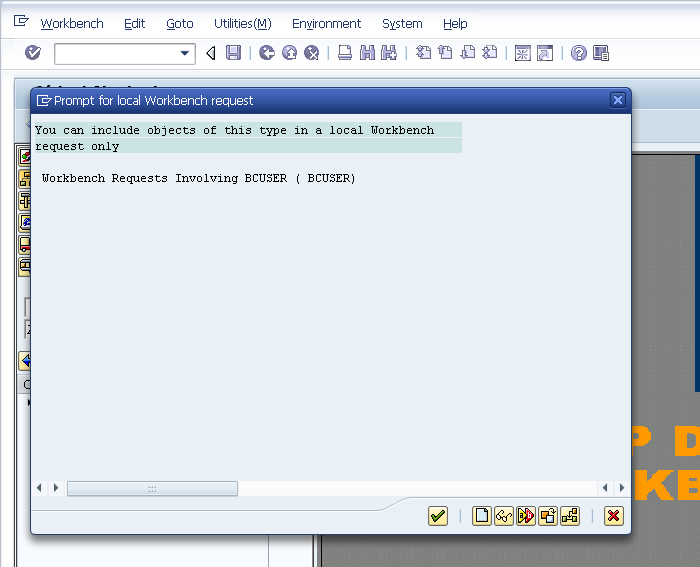 Workbench Edit Goto Utilities(M) Environment System Help
Prompt for local Workbench request
You can include objects of this type in a local Workbench
request only
Workbench Requests Involving BCUSER ( BCUSER)
P D
KB